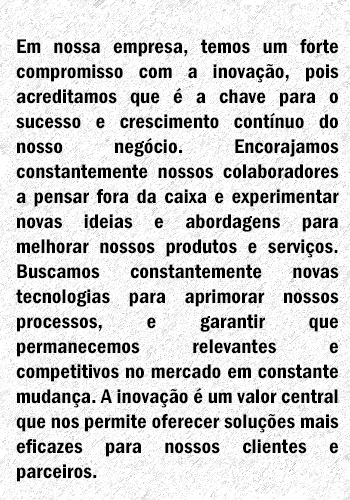 Em nossa empresa, temos um forte
compromisso com a inovação, pois
acreditamos que é a chave para o
sucesso e crescimento contínuo do
nosso negócio. Encorajamos
constantemente nossos colaboradores
a pensar fora da caixa e experimentar
novas ideias e abordagens para
melhorar nossos produtos e serviços.
Buscamos constantemente novas
tecnologias para aprimorar nossos
processos, e garantir que
permanecemos relevantes e
competitivos no mercado em constante
mudança. A inovação é um valor central
que nos permite oferecer soluções mais
eficazes para nossos clientes e
parceiros.